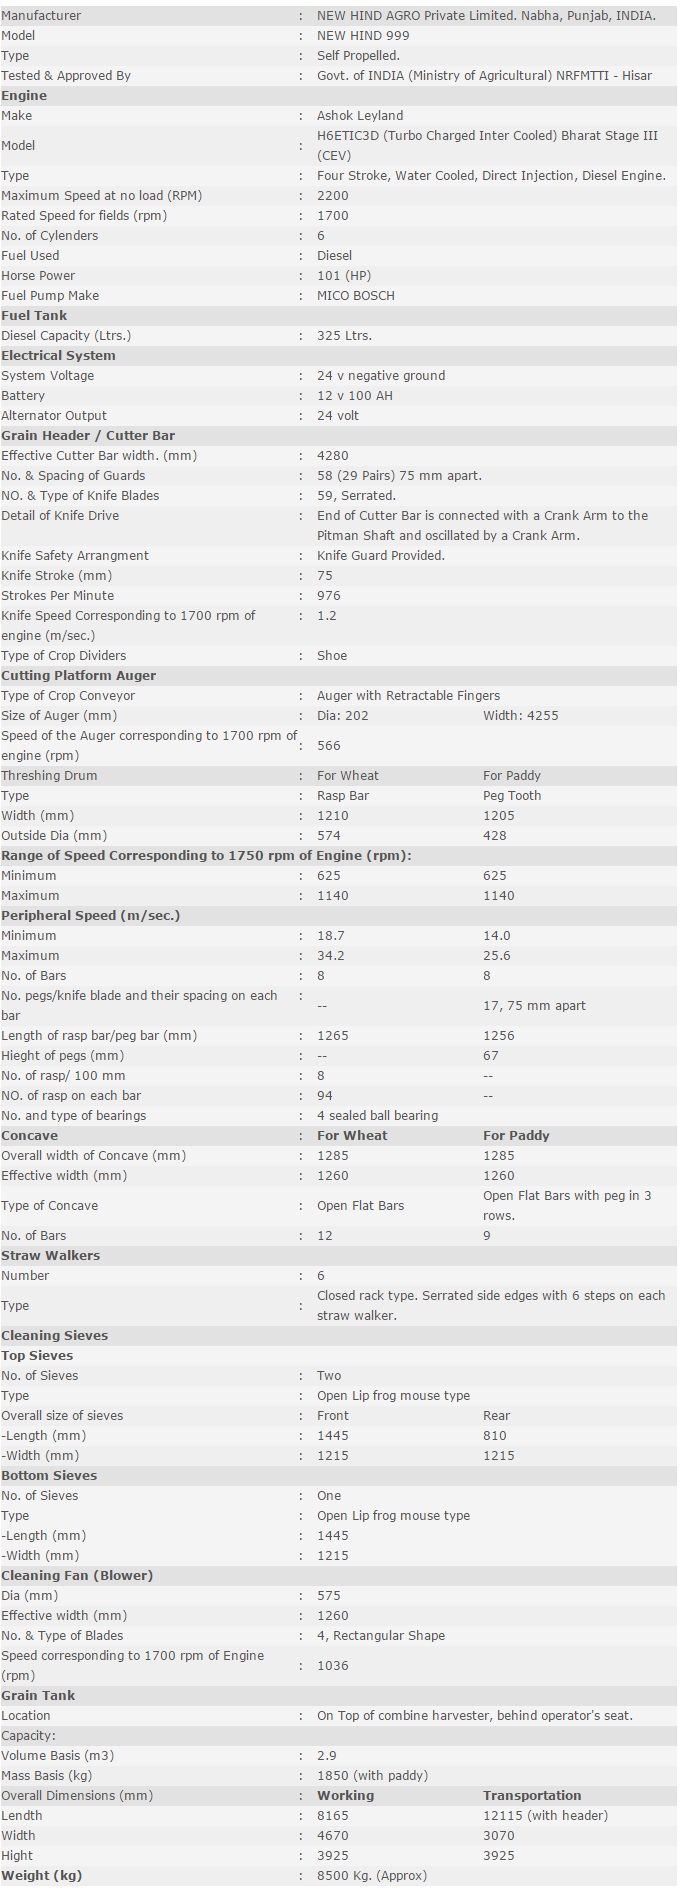 Manufacturer : NEW HIND AGRO Private Limited. Nabha, Punjab, INDIA.
Model : NEW HIND 999
Type : Self Propelled.
Tested & Approved By : Govt. of INDIA (Ministry of Agricultural) NRFMTTI - Hisar
Engine
Make : Ashok Leyland
Model : H6ETIC3D (Turbo Charged Inter Cooled) Bharat Stage III
(CEV)
Type : Four Stroke, Water Cooled, Direct Injection, Diesel Engine.
Maximum Speed at no load (RPM) : 2200
Rated Speed for fields (rpm) : 1700
No. of Cylenders : 6
Fuel Used : Diesel
Horse Power : 101 (HP)
Fuel Pump Make : MICO BOSCH
Fuel Tank
Diesel Capacity (Ltrs.) : 325 Ltrs.
Electrical System
System Voltage : 24 v negative ground
Battery : 12 v 100 AH
Alternator Output : 24 volt
Grain Header / Cutter Bar
Effective Cutter Bar width. (mm) : 4280
No. & Spacing of Guards : 58 (29 Pairs) 75 mm apart.
NO. & Type of Knife Blades : 59, Serrated.
Detail of Knife Drive : End of Cutter Bar is connected with a Crank Arm to the
Pitman Shaft and oscillated by a Crank Arm.
Knife Safety Arrangment : Knife Guard Provided.
Knife Stroke (mm) : 75
Strokes Per Minute : 976
Knife Speed Corresponding to 1700 rpm of : 1.2
engine (m/sec.)
Type of Crop Dividers : Shoe
Cutting Platform Auger
Type of Crop Conveyor : Auger with Retractable Fingers
Size of Auger (mm) : Dia: 202 Width: 4255
Speed of the Auger corresponding to 1700 rpm of
engine (rpm) : 566
Threshing Drum : For Wheat For Paddy
Type : Rasp Bar Peg Tooth
Width (mm) : 1210 1205
Outside Dia (mm) : 574 428
Range of Speed Corresponding to 1750 rpm of Engine (rpm):
Minimum : 625 625
Maximum : 1140 1140
Peripheral Speed (m/sec.)
Minimum : 18.7 14.0
Maximum : 34.2 25.6
No. of Bars : 8 8
No. pegs/knife blade and their spacing on each :
bar -- 17, 75 mm apart
Length of rasp bar/peg bar (mm) : 1265 1256
Hieght of pegs (mm) : -- 67
No. of rasp/ 100 mm : 8 --
NO. of rasp on each bar : 94 --
No. and type of bearings : 4 sealed ball bearing
Concave : For Wheat For Paddy
Overall width of Concave (mm) : 1285 1285
Effective width (mm) : 1260 1260
Type of Concave : Open Flat Bars Open Flat Bars with peg in 3
rows.
No. of Bars : 12 9
Straw Walkers
Number : 6
Type : Closed rack type. Serrated side edges with 6 steps on each
straw walker.
Cleaning Sieves
Top Sieves
No. of Sieves : Two
Type : Open Lip frog mouse type
Overall size of sieves : Front Rear
-Length (mm) : 1445 810
-Width (mm) : 1215 1215
Bottom Sieves
No. of Sieves : One
Type : Open Lip frog mouse type
-Length (mm) : 1445
-Width (mm) : 1215
Cleaning Fan (Blower)
Dia (mm) : 575
Effective width (mm) : 1260
No. & Type of Blades : 4, Rectangular Shape
Speed corresponding to 1700 rpm of Engine
(rpm) : 1036
Grain Tank
Location : On Top of combine harvester, behind operator's seat.
Capacity:
Volume Basis (m3) : 2.9
Mass Basis (kg) : 1850 (with paddy)
Overall Dimensions (mm) : Working Transportation
Lendth : 8165 12115 (with header)
Width : 4670 3070
Hight : 3925 3925
Weight (kg) : 8500 Kg. (Approx)